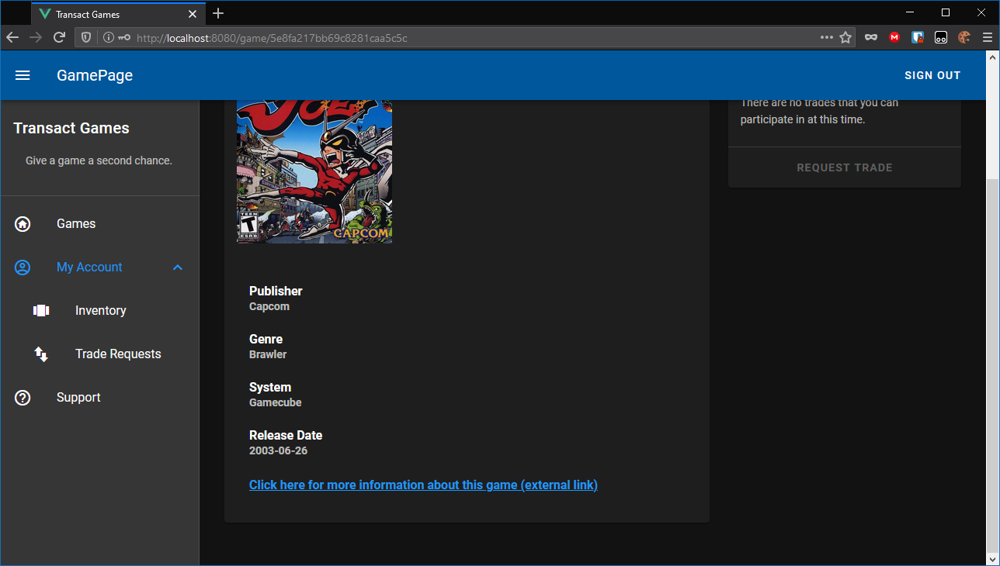 Transact Games
http://localhost:8080/game/5e8fa217bb69c8281caa5c5c
GamePage
SIGN OUT
Transact Games
Give a game a second chance.
Games
My Account
Inventory
Trade Requests
Support
JOE
TEEN
T
ESRB
CAPCOM
Publisher
Capcom
Genre
Brawler
System
Gamecube
Release Date
2003-06-26
Click here for more information about this game (external link)
There are no trades that you can
participate in at this time.
REQUEST TRADE